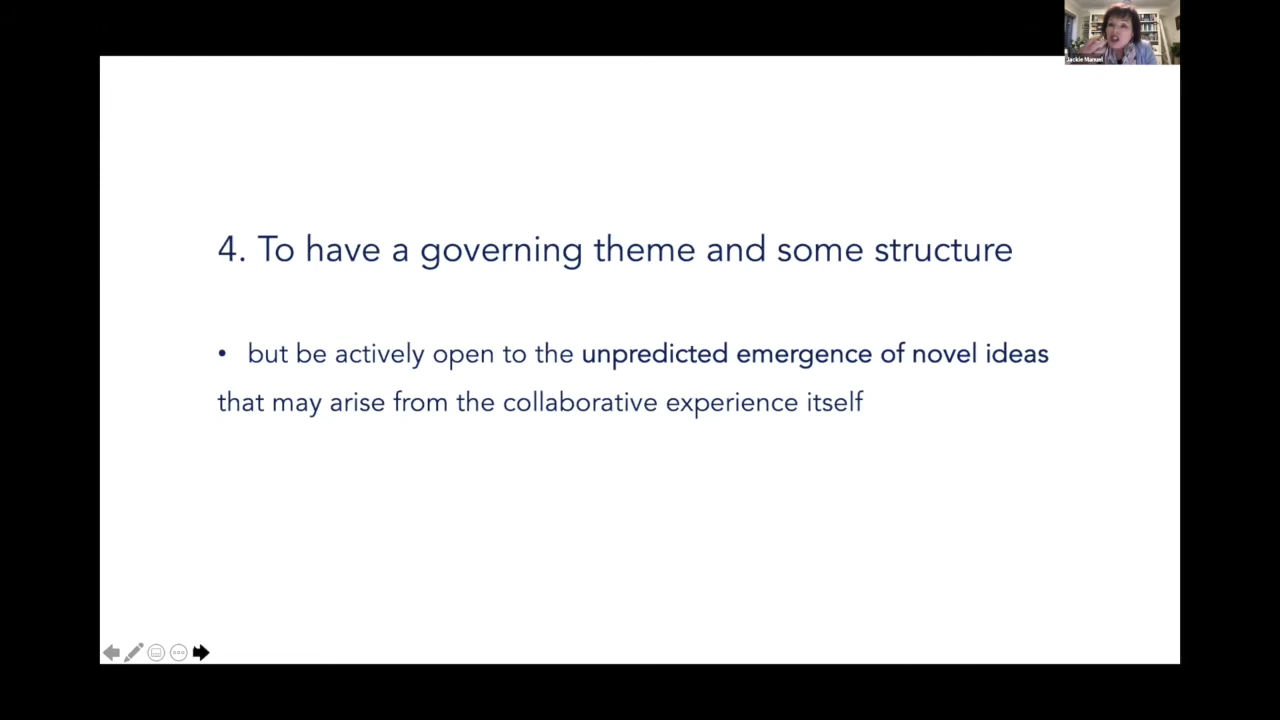 Jackie Manuel
4. To have a governing theme and some structure
• but be actively open to the unpredicted emergence of novel ideas
that may arise from the collaborative experience itself